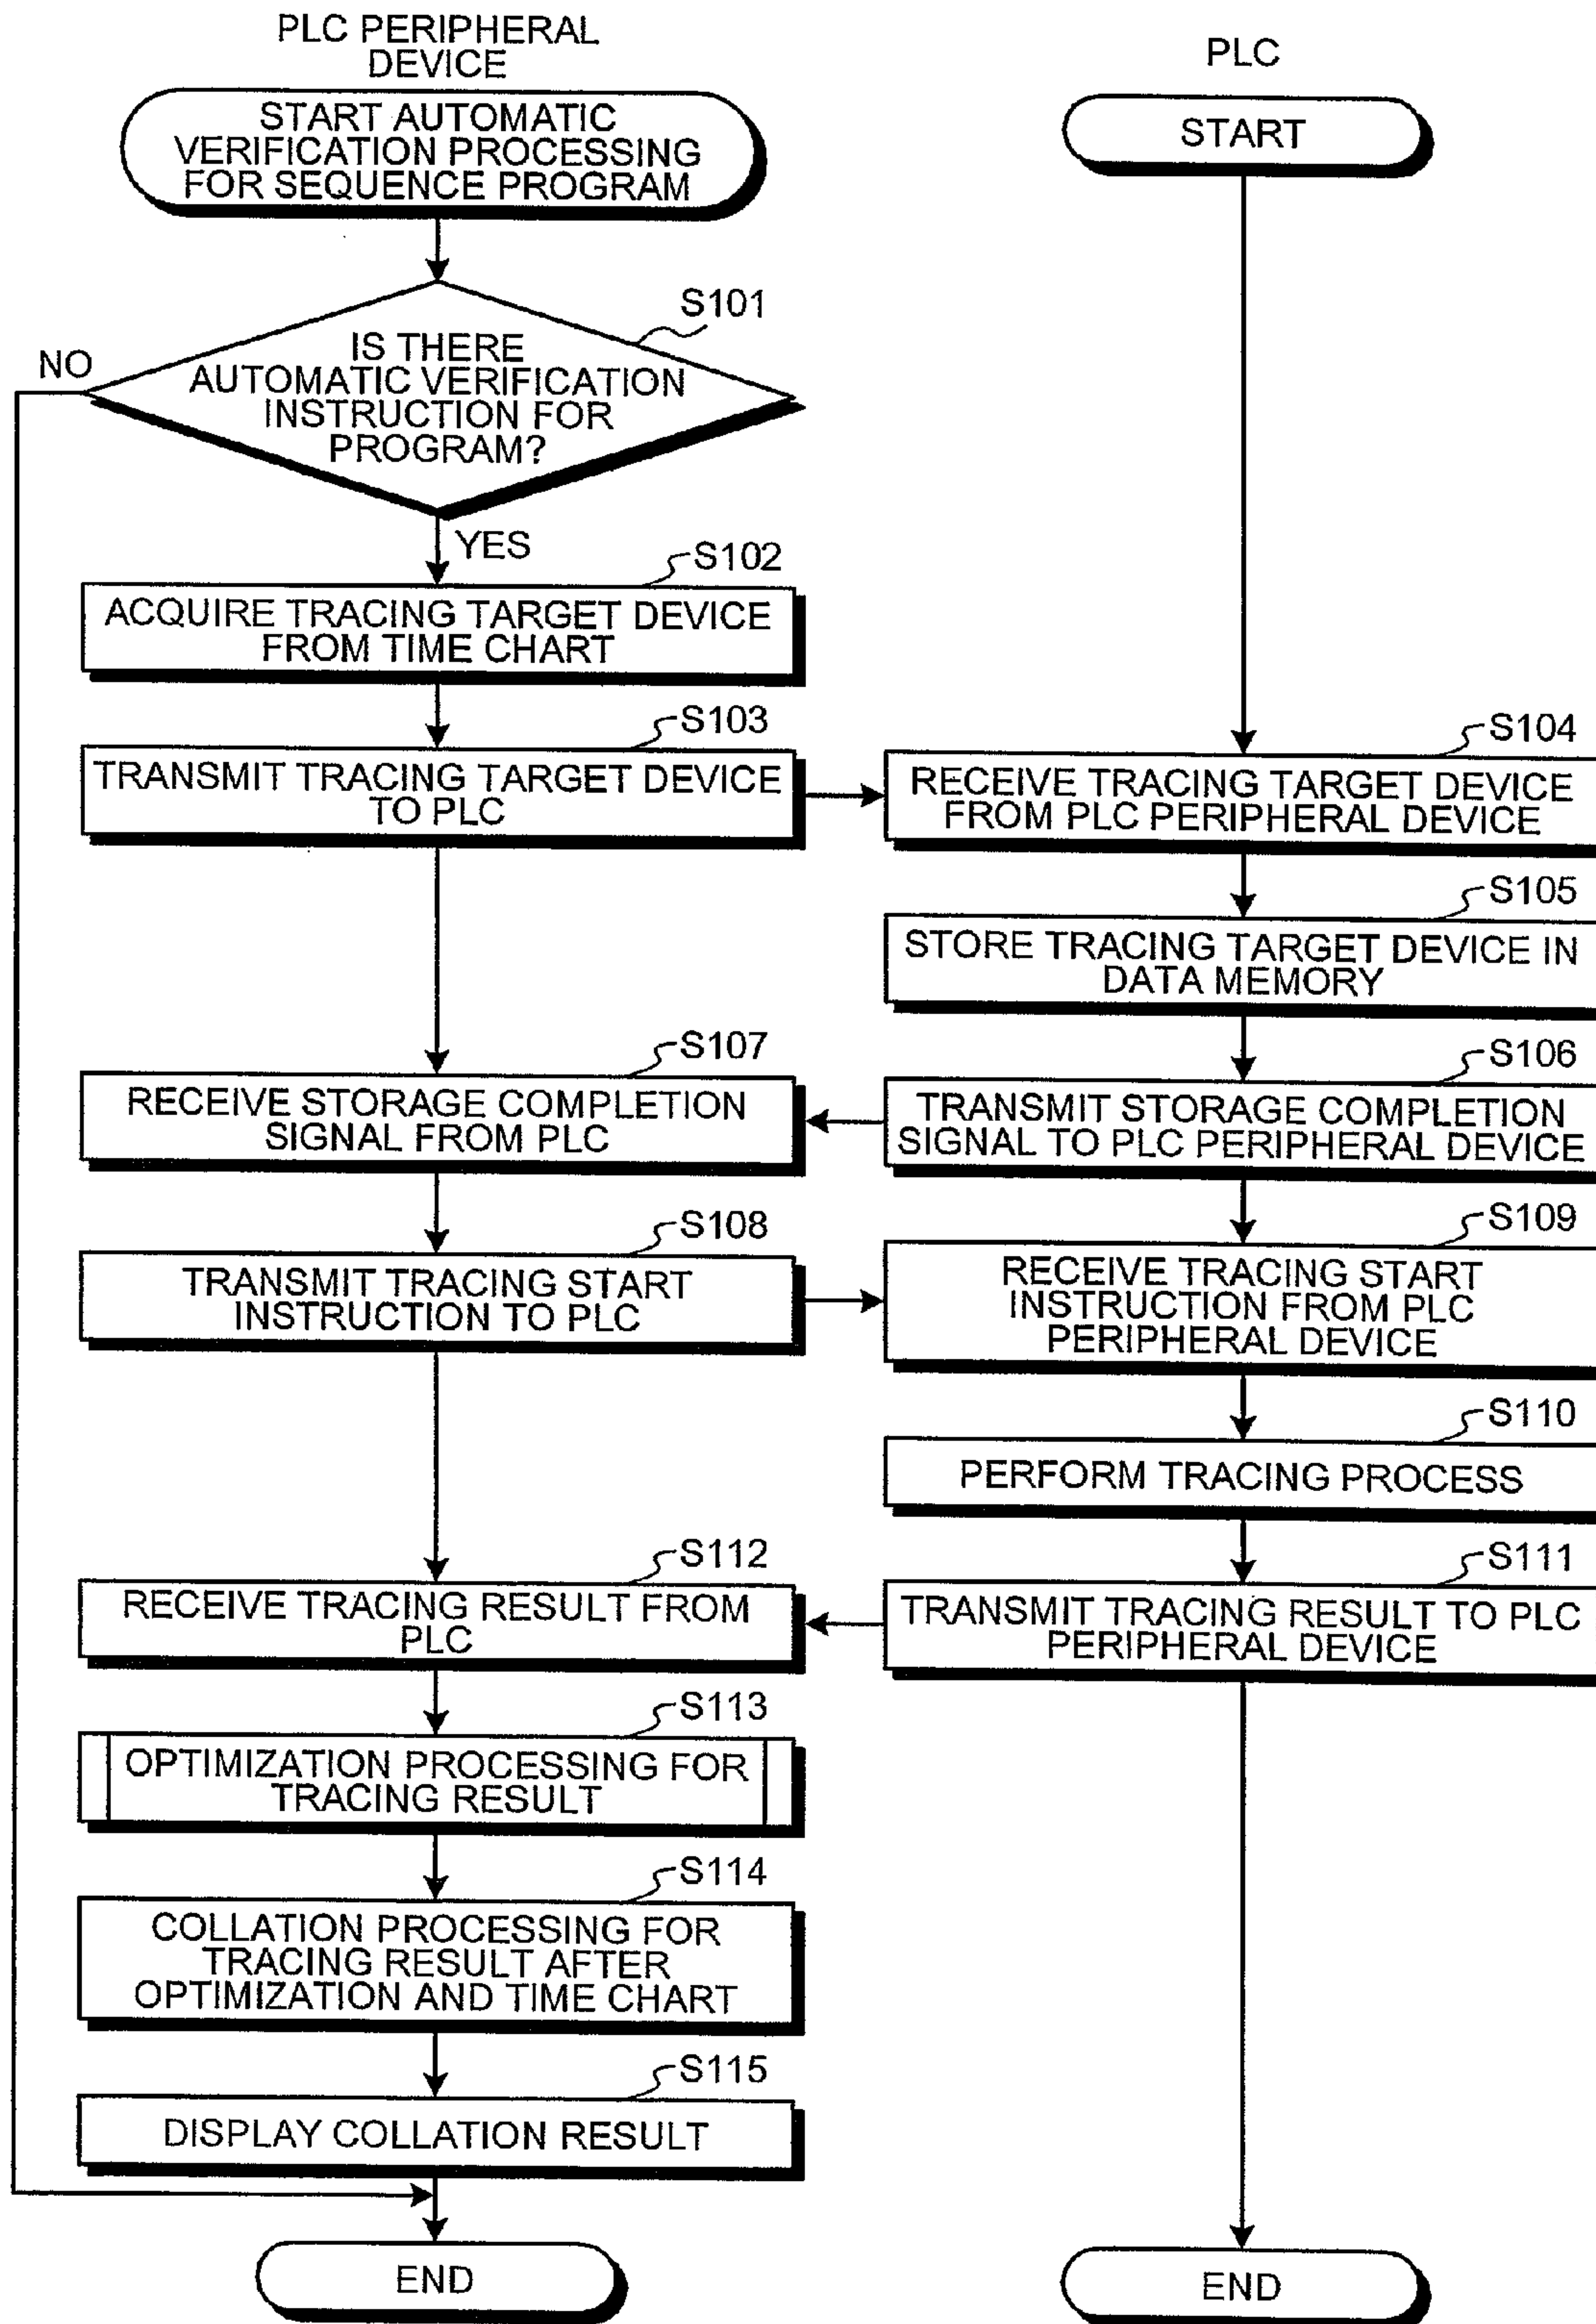 PLC PERIPHERAL
DEVICE
START AUTOMATIC
VERIFICATION PROCESSING
FOR SEQUENCE PROGRAM
S101
NO
IS THERE
AUTOMATIC VERIFICATION
INSTRUCTION FOR
PROGRAM?
YES
S102
ACQUIRE TRACING TARGET DEVICE
FROM TIME CHART
S103
TRANSMIT TRACING TARGET DEVICE
TO PLC
S107
RECEIVE STORAGE COMPLETION
SIGNAL FROM PLC
S108
TRANSMIT TRACING START
INSTRUCTION TO PLC
S112
RECEIVE TRACING RESULT FROM
PLC
S113
OPTIMIZATION PROCESSING FOR
TRACING RESULT
S114
COLLATION PROCESSING FOR
TRACING RESULT AFTER
OPTIMIZATION AND TIME CHART
S115
DISPLAY COLLATION RESULT
END
PLC
START
S104
RECEIVE TRACING TARGET DEVICE
FROM PLC PERIPHERAL DEVICE
S105
STORE TRACING TARGET DEVICE IN
DATA MEMORY
S106
TRANSMIT STORAGE COMPLETION
SIGNAL TO PLC PERIPHERAL DEVICE
S109
RECEIVE TRACING START
INSTRUCTION FROM PLC
PERIPHERAL DEVICE
S110
PERFORM TRACING PROCESS
S111
TRANSMIT TRACING RESULT TO PLC
PERIPHERAL DEVICE
END